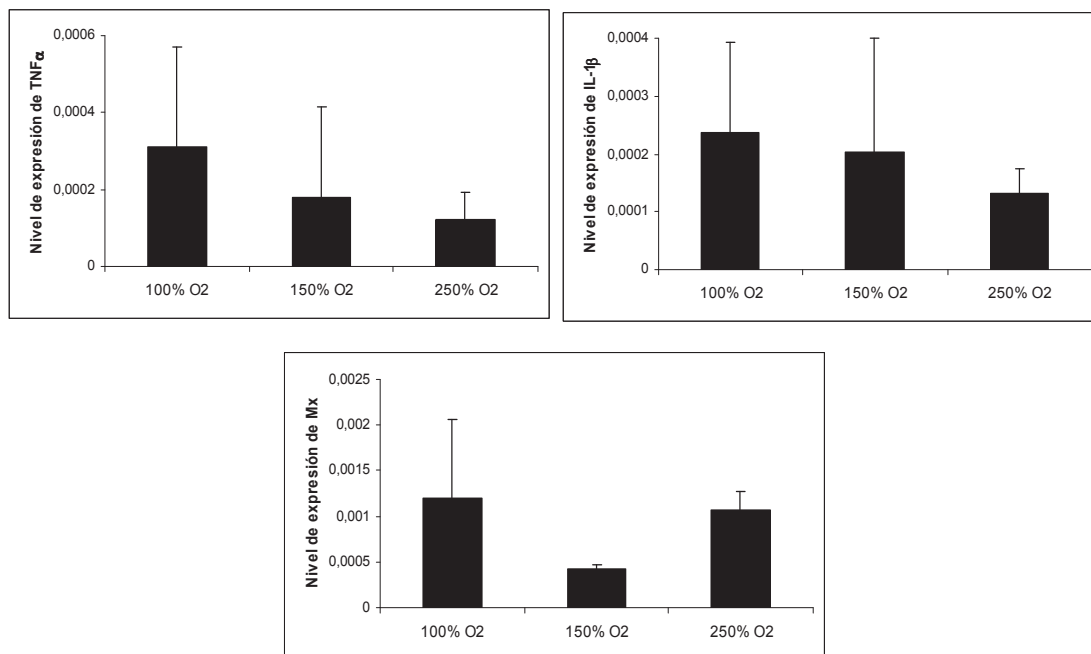 Nivel de expresión de TNFα
0,0006
0,0004
0,0002
0
100% O2 150% O2 250% O2
Nivel de expresión de IL-1β
0,0004
0,0003
0,0002
0,0001
0
100% O2 150% O2 250% O2
Nivel de expresión de Mx
0,0025
0,002
0,0015
0,001
0,0005
0
100% O2 150% O2 250% O2